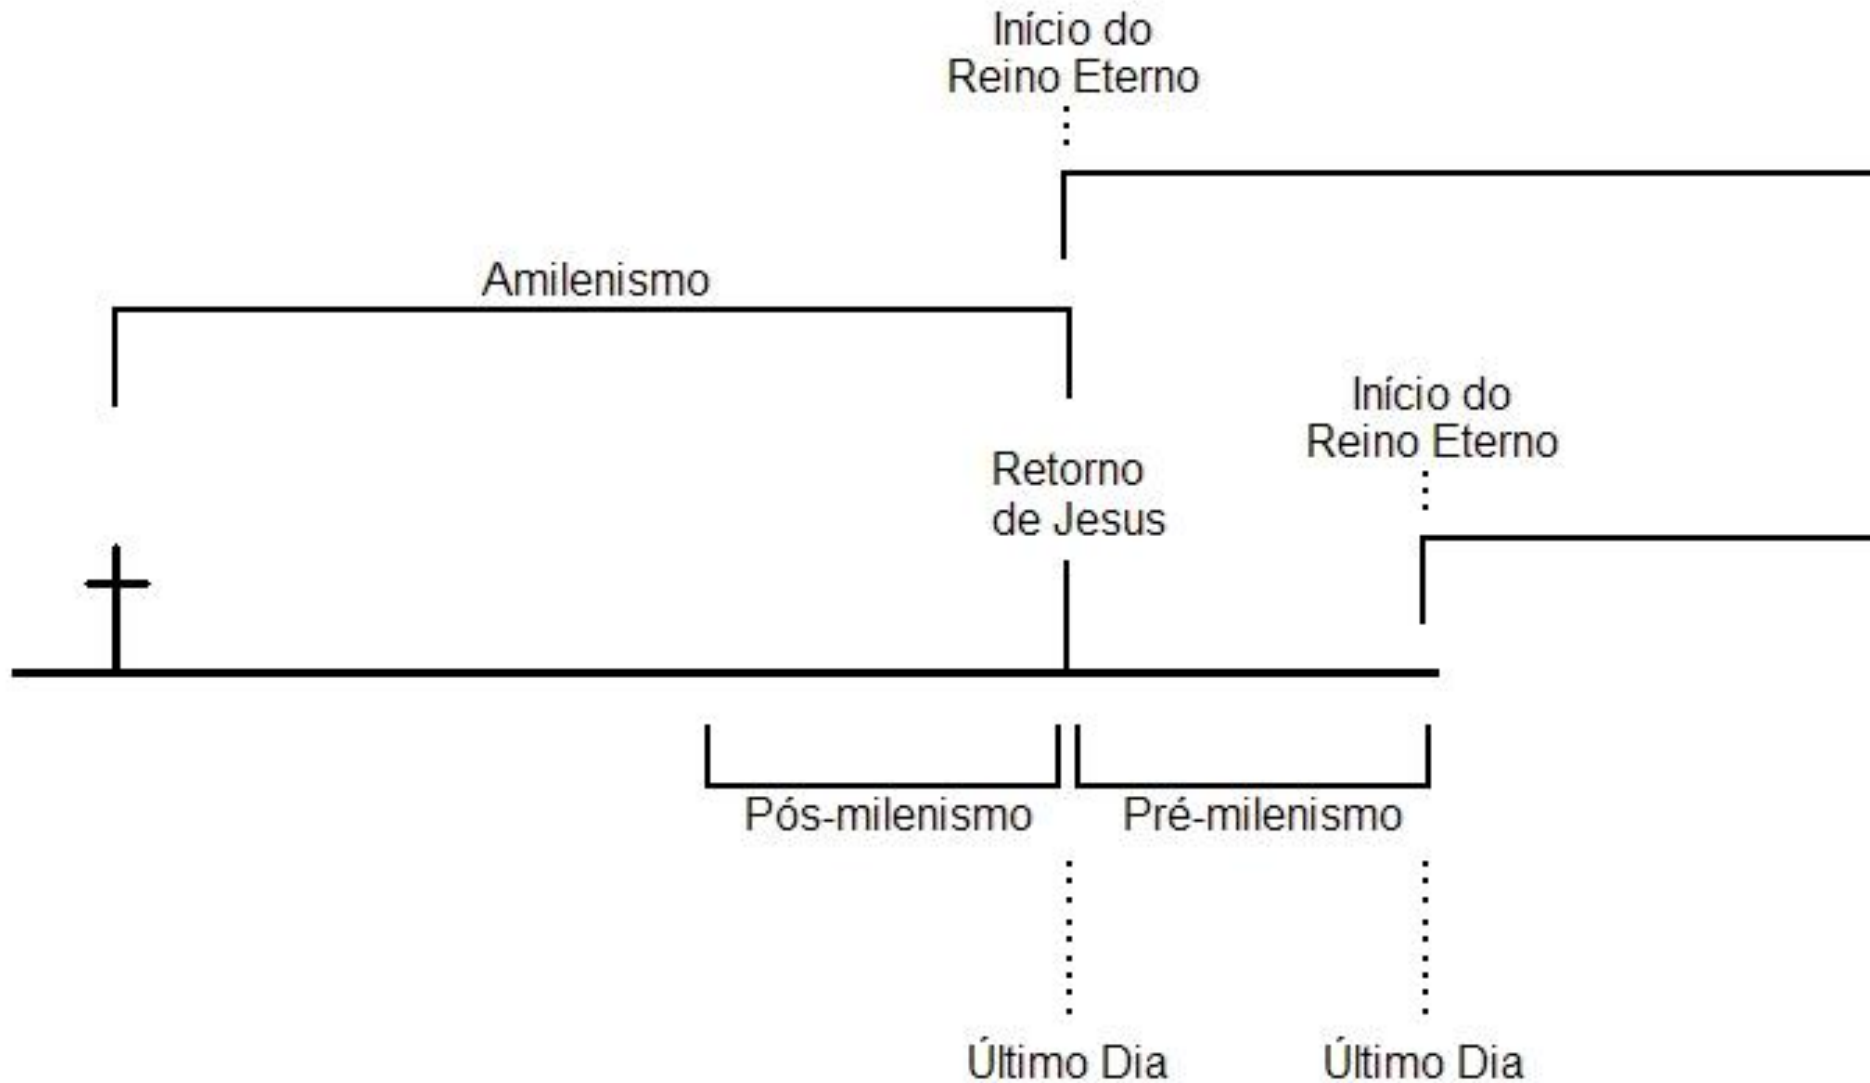 Início do
Reino Eterno
Amilenismo
Início do
Reino Eterno
Retorno
de Jesus
Pós-milenismo
Pré-milenismo
Último Dia
Último Dia